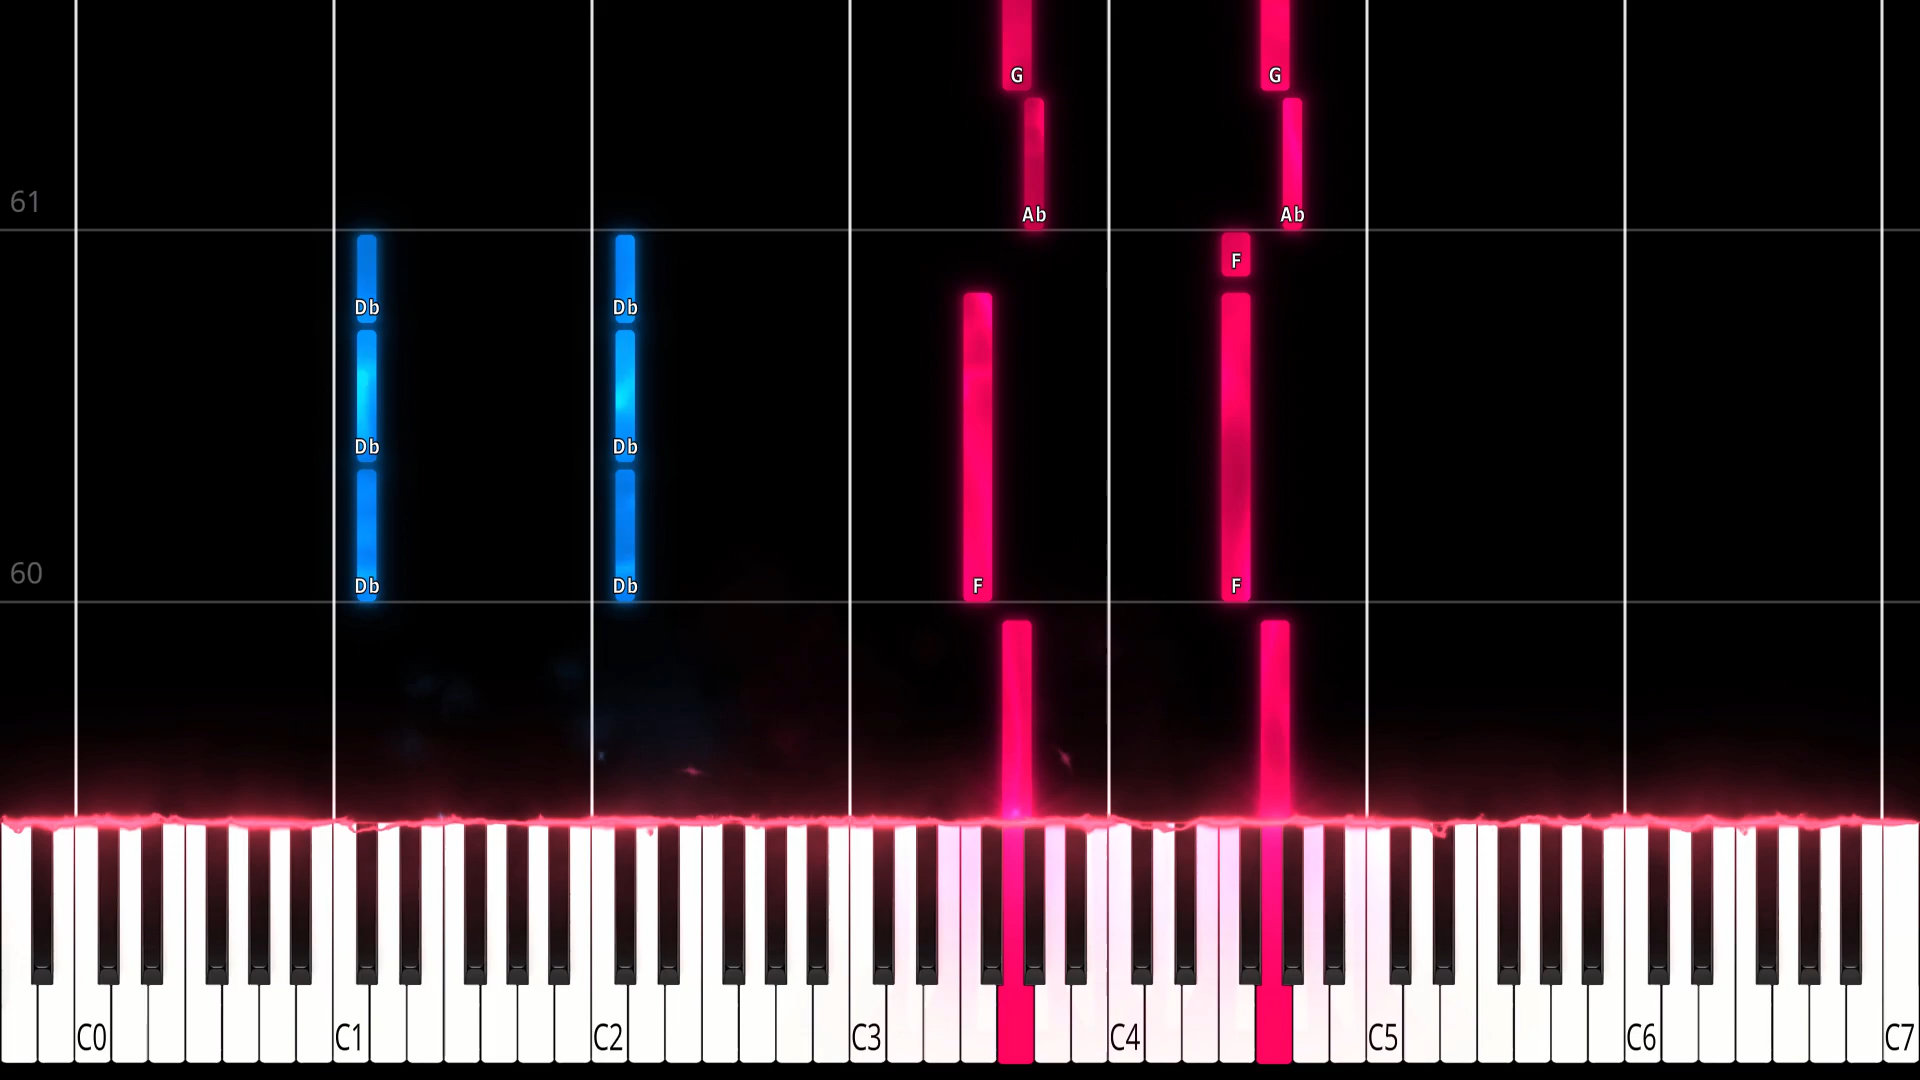 G G
61
Ab Ab
F
Db Db
Db Db
60
Db Db F F
C0 C1 C2 C3 C4 C5 C6 C7